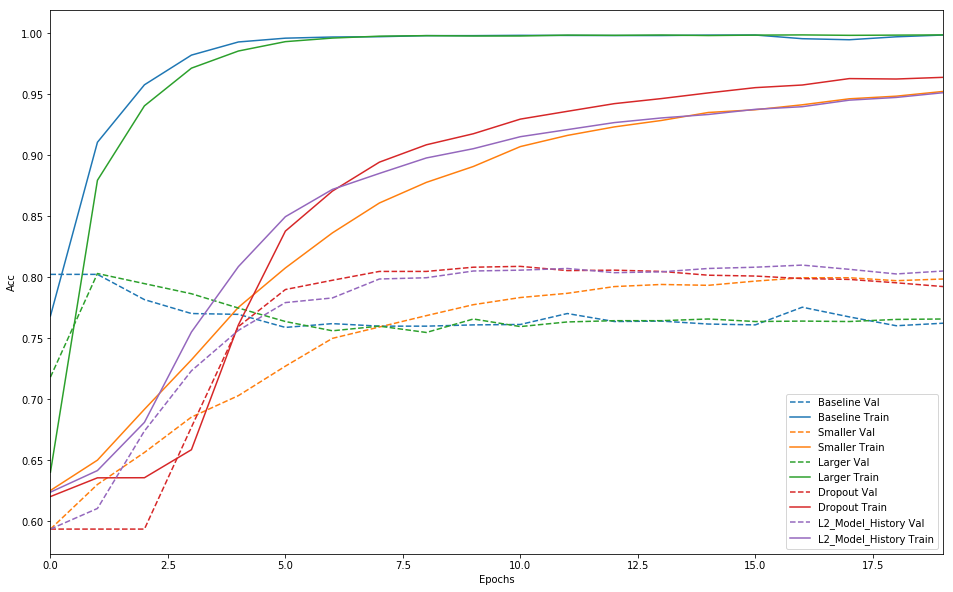 1.00
0.95
0.90
0.85
0.80
0.75
0.70
0.65
0.60
Acc
0.0
2.5
5.0
7.5
10.0
12.5
15.0
17.5
Epochs
Baseline Val
Baseline Train
Smaller Val
Smaller Train
Larger Val
Larger Train
Dropout Val
Dropout Train
L2_Model_History Val
L2_Model_History Train